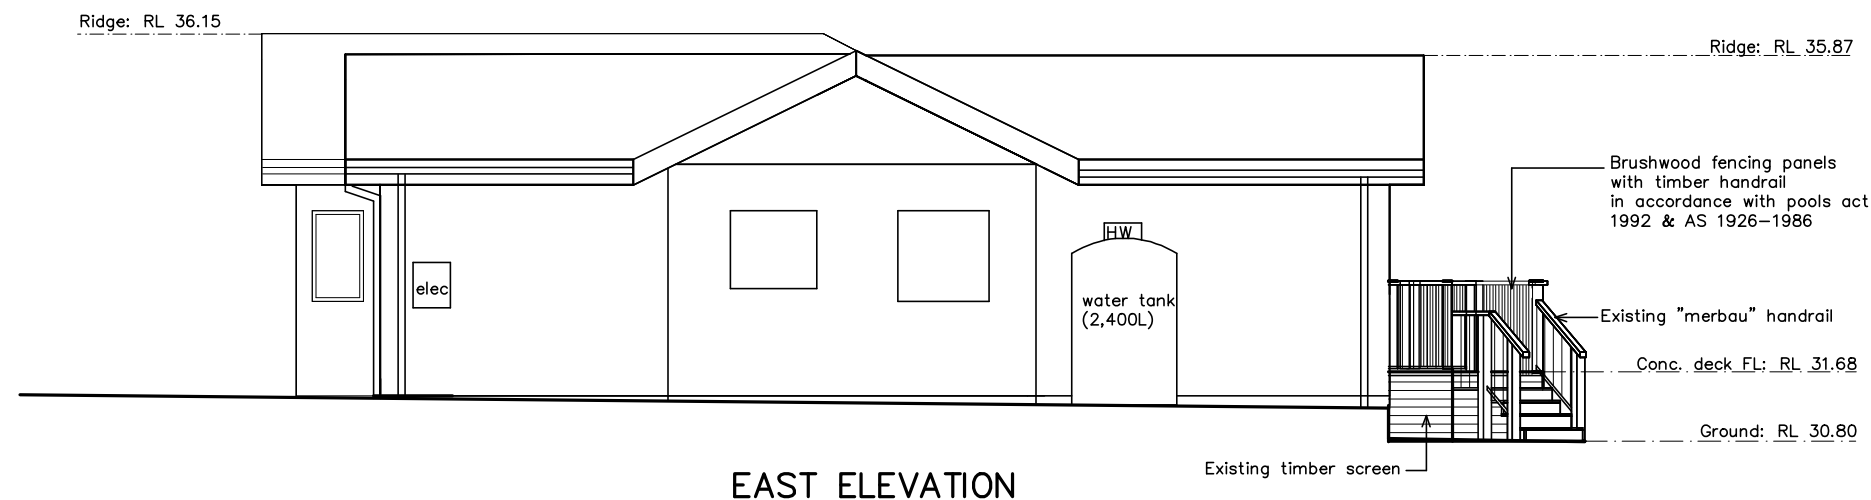 Ridge: RL 36.15
Ridge: RL 35.87
Brushwood fencing panels
with timber handrail
in accordance with pools act
1992 & AS 1926-1986
HW
elec
water tank
(2,400L)
Existing "merbau" handrail
Conc. deck FL: RL 31.68
Ground: RL 30.80
Existing timber screen
EAST ELEVATION